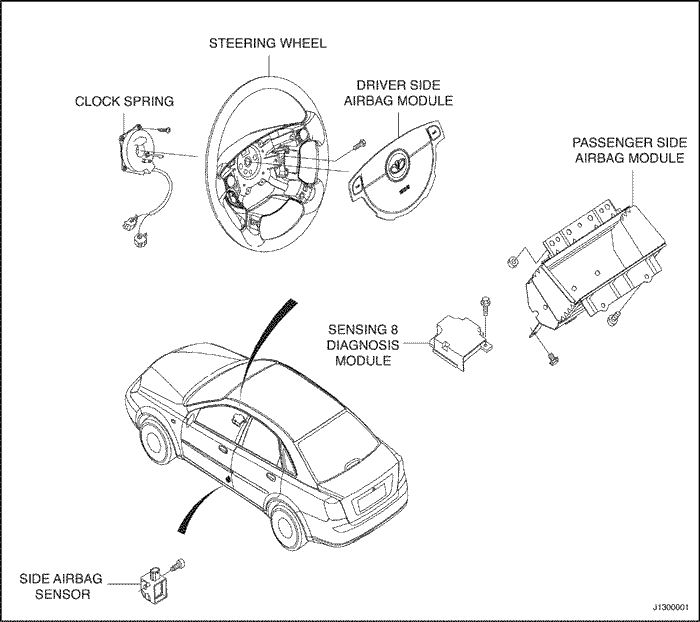 STEERING WHEEL
CLOCK SPRING
DRIVER SIDE
AIRBAG MODULE
PASSENGER SIDE
AIRBAG MODULE
SENSING 8
DIAGNOSIS
MODULE
SIDE AIRBAG
SENSOR
J1300001